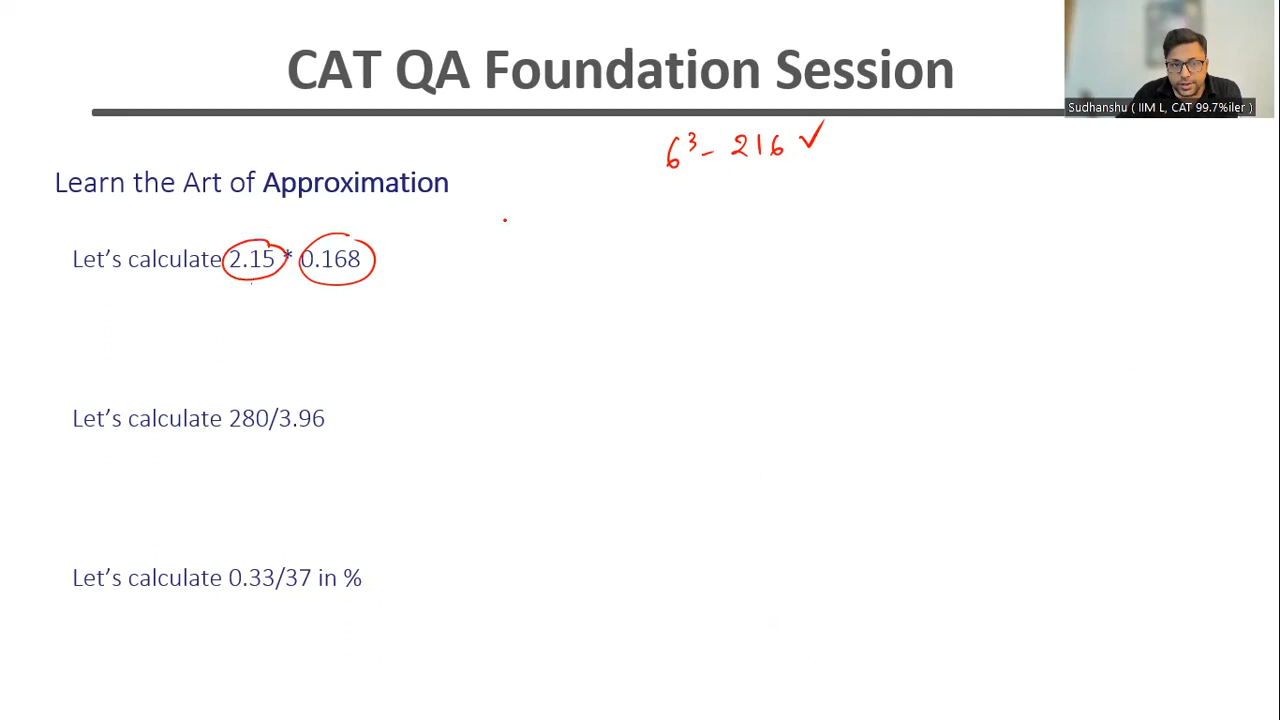 CAT QA Foundation Session
Sudhanshu ( IIM L, CAT 99.7%iler )
6³ - 216 ✓
Learn the Art of Approximation
Let’s calculate 2.15 * 0.168
Let’s calculate 280/3.96
Let’s calculate 0.33/37 in %